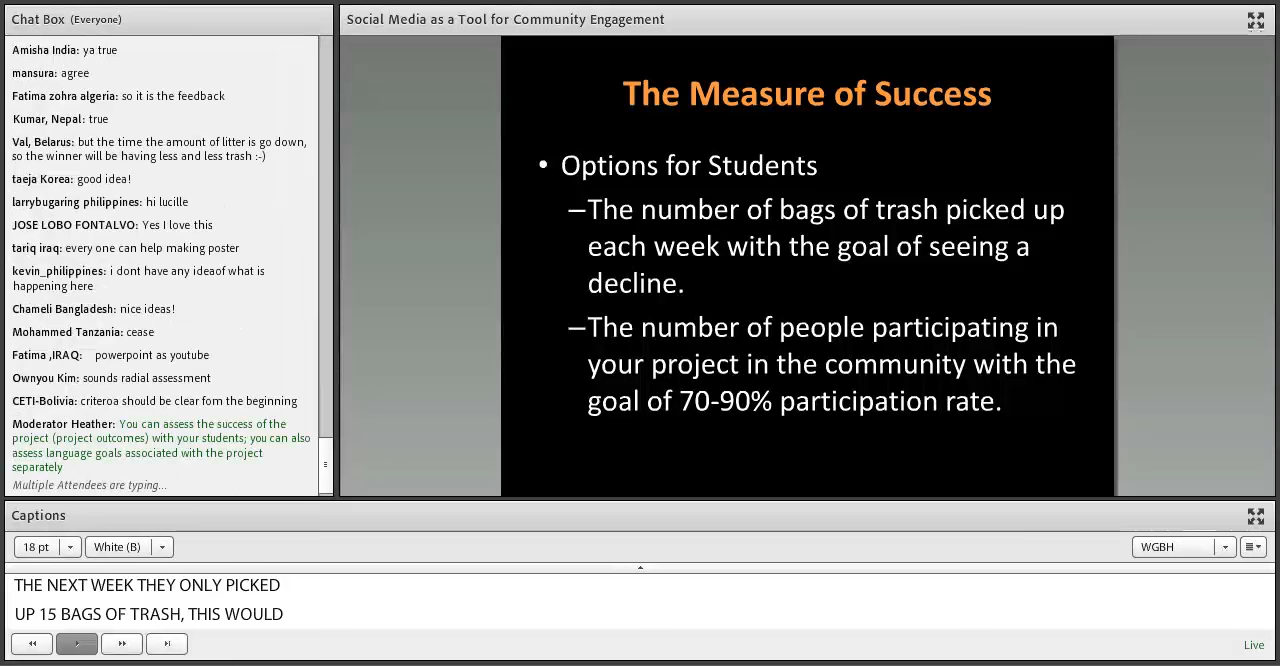 Chat Box (Everyone)
Amisha India: ya true
mansura: agree
Fatima zohra algeria: so it is the feedback
Kumar, Nepal: true
Val, Belarus: but the time the amount of litter is go down,
so the winner will be having less and less trash :-)
taeja Korea: good idea!
larrybugaring philippines: hi lucille
JOSE LOBO FONTALVO: Yes I love this
tariq iraq: every one can help making poster
kevin_philippines: i dont have any ideaof what is
happening here
Chameli Bangladesh: nice ideas!
Mohammed Tanzania: cease
Fatima ,IRAQ: powerpoint as youtube
Ownyou Kim: sounds radial assessment
CETI-Bolivia: criteroa should be clear fom the beginning
Moderator Heather: You can assess the success of the
project (project outcomes) with your students; you can also
assess language goals associated with the project
separately
Multiple Attendees are typing...
Social Media as a Tool for Community Engagement
The Measure of Success
• Options for Students
–The number of bags of trash picked up
each week with the goal of seeing a
decline.
–The number of people participating in
your project in the community with the
goal of 70-90% participation rate.
Captions
18 pt
White (B)
WGBH
THE NEXT WEEK THEY ONLY PICKED
UP 15 BAGS OF TRASH, THIS WOULD
Live